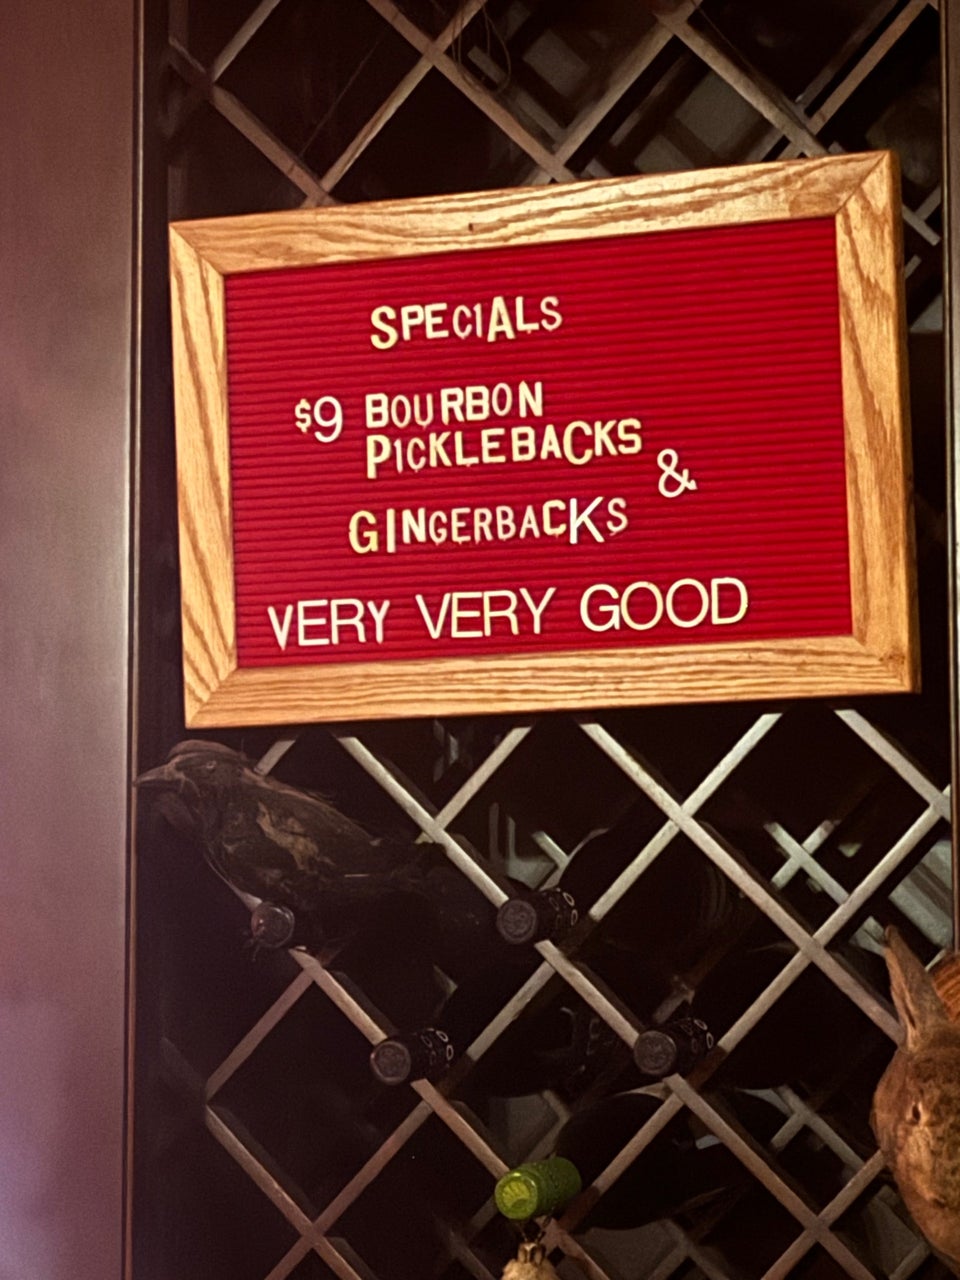 SPECIALS
$9 BOURBON
PICKLEBACKS
&
GINGERBACKS
VERY VERY GOOD